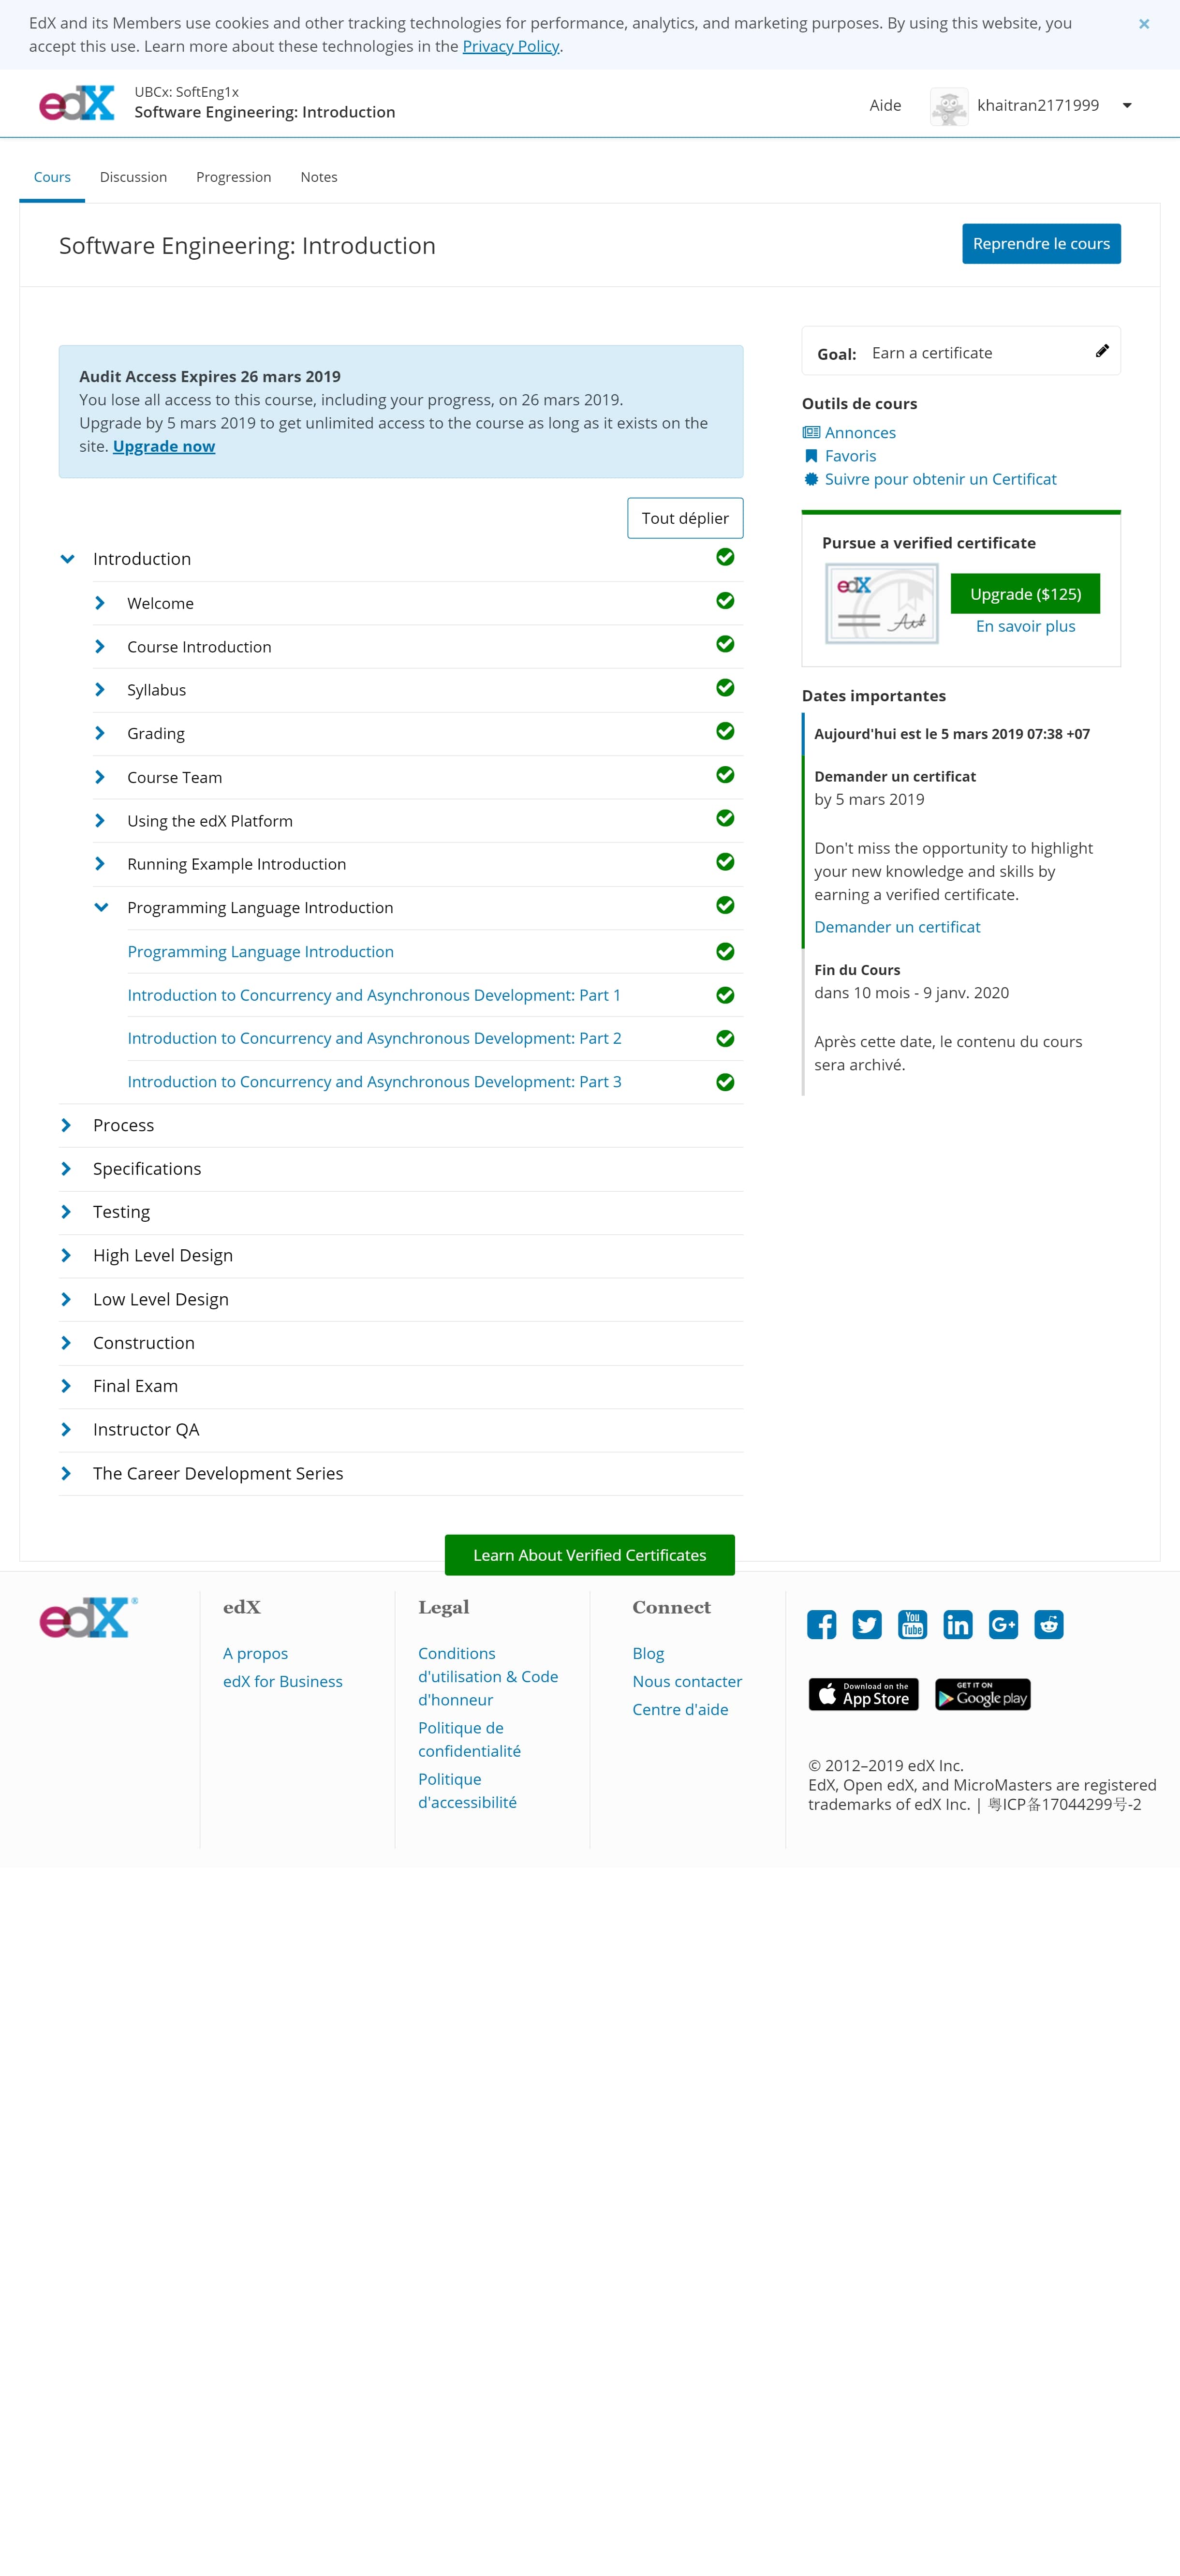 EdX and its Members use cookies and other tracking technologies for performance, analytics, and marketing purposes. By using this website, you
accept this use. Learn more about these technologies in the Privacy Policy.
×
edX
UBCx: SoftEng1x
Software Engineering: Introduction
Aide
khaitran2171999
Cours
Discussion
Progression
Notes
Software Engineering: Introduction
Reprendre le cours
Audit Access Expires 26 mars 2019
You lose all access to this course, including your progress, on 26 mars 2019.
Upgrade by 5 mars 2019 to get unlimited access to the course as long as it exists on the
site. Upgrade now
Tout déplier
Introduction
Welcome
Course Introduction
Syllabus
Grading
Course Team
Using the edX Platform
Running Example Introduction
Programming Language Introduction
Programming Language Introduction
Introduction to Concurrency and Asynchronous Development: Part 1
Introduction to Concurrency and Asynchronous Development: Part 2
Introduction to Concurrency and Asynchronous Development: Part 3
Process
Specifications
Testing
High Level Design
Low Level Design
Construction
Final Exam
Instructor QA
The Career Development Series
Goal: Earn a certificate
Outils de cours
Annonces
Favoris
Suivre pour obtenir un Certificat
Pursue a verified certificate
edX
Upgrade ($125)
En savoir plus
Dates importantes
Aujourd'hui est le 5 mars 2019 07:38 +07
Demander un certificat
by 5 mars 2019
Don't miss the opportunity to highlight
your new knowledge and skills by
earning a verified certificate.
Demander un certificat
Fin du Cours
dans 10 mois - 9 janv. 2020
Après cette date, le contenu du cours
sera archivé.
Learn About Verified Certificates
edX®
edX
A propos
edX for Business
Legal
Conditions
d'utilisation & Code
d'honneur
Politique de
confidentialité
Politique
d'accessibilité
Connect
Blog
Nous contacter
Centre d'aide
You
Tube
in
G+
Download on the
App Store
GET IT ON
Google play
© 2012–2019 edX Inc.
EdX, Open edX, and MicroMasters are registered
trademarks of edX Inc. | 粤ICP备17044299号-2